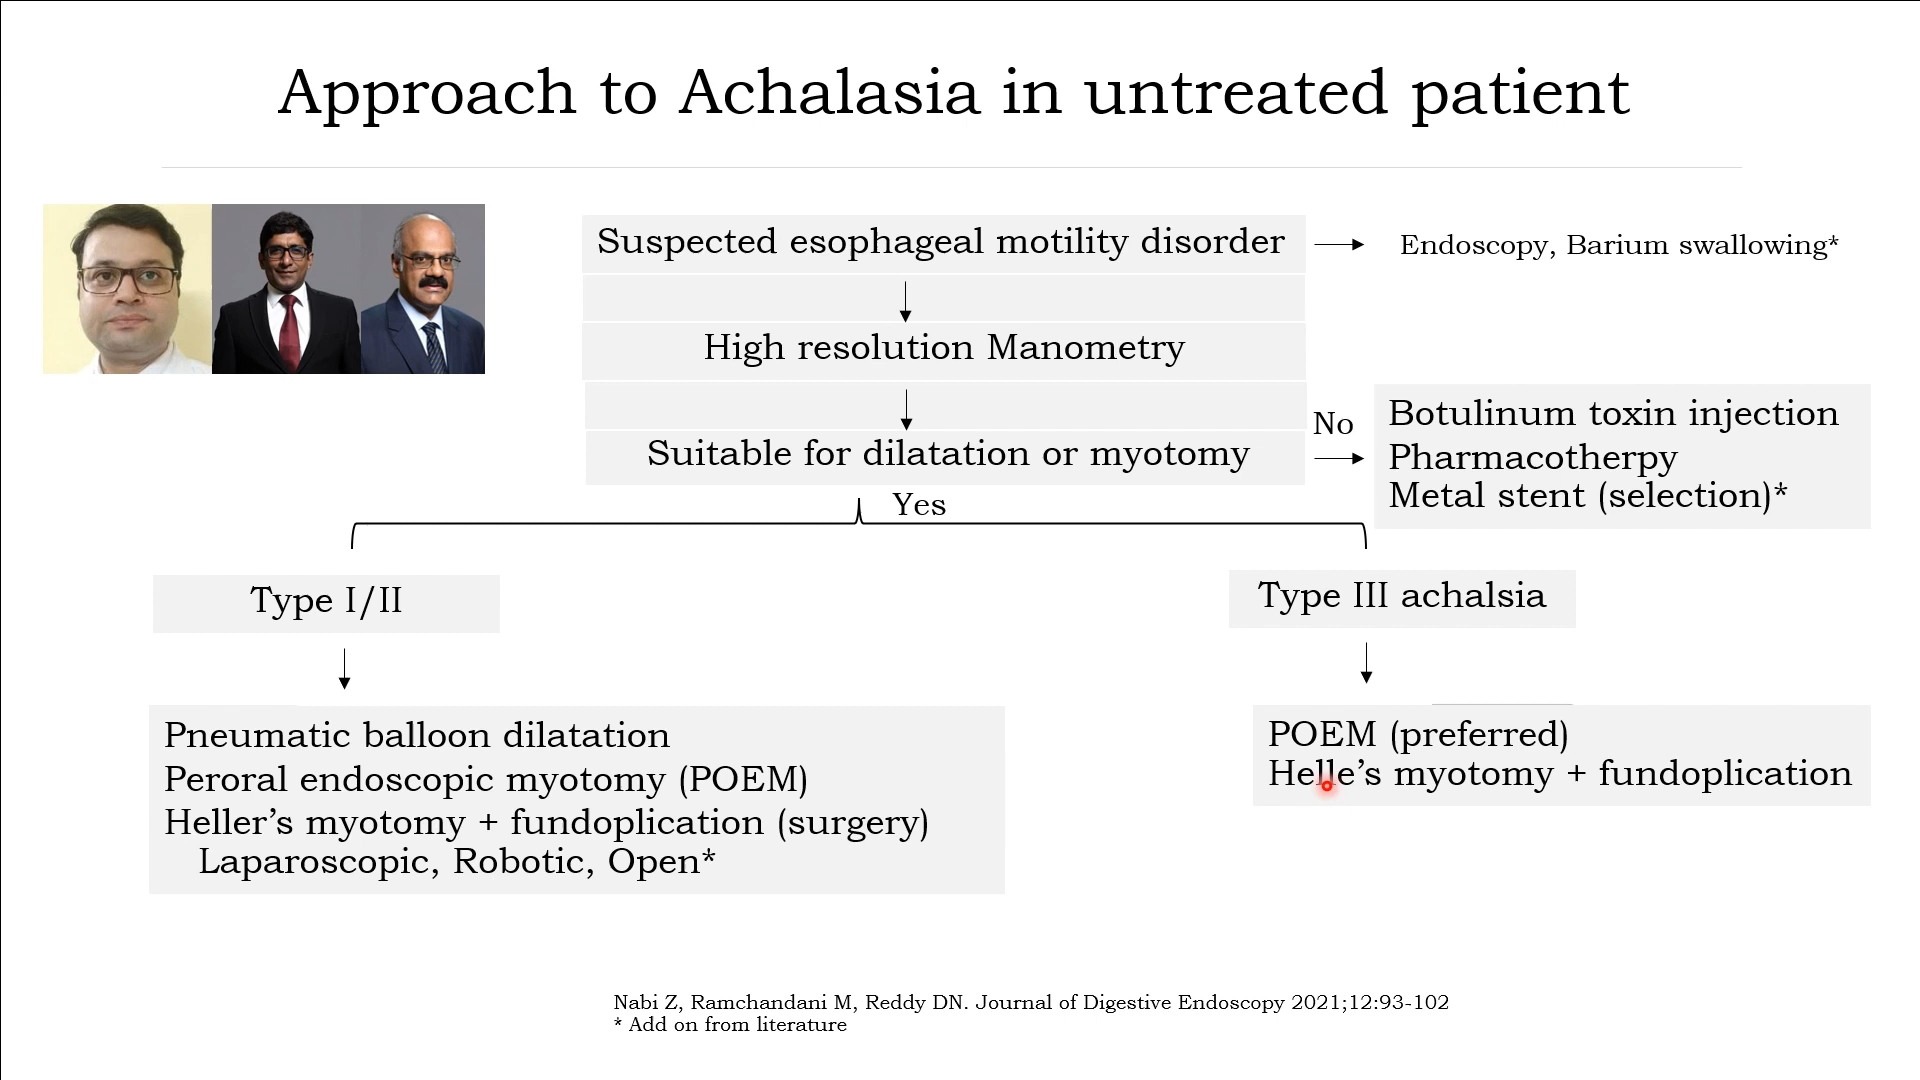 Approach to Achalasia in untreated patient
Suspected esophageal motility disorder
Endoscopy, Barium swallowing*
High resolution Manometry
Suitable for dilatation or myotomy
No
Botulinum toxin injection
Pharmacotherpy
Metal stent (selection)*
Yes
Type I/II
Type III achalsia
Pneumatic balloon dilatation
Peroral endoscopic myotomy (POEM)
Heller’s myotomy + fundoplication (surgery)
Laparoscopic, Robotic, Open*
POEM (preferred)
Helle’s myotomy + fundoplication
Nabi Z, Ramchandani M, Reddy DN. Journal of Digestive Endoscopy 2021;12:93-102
* Add on from literature